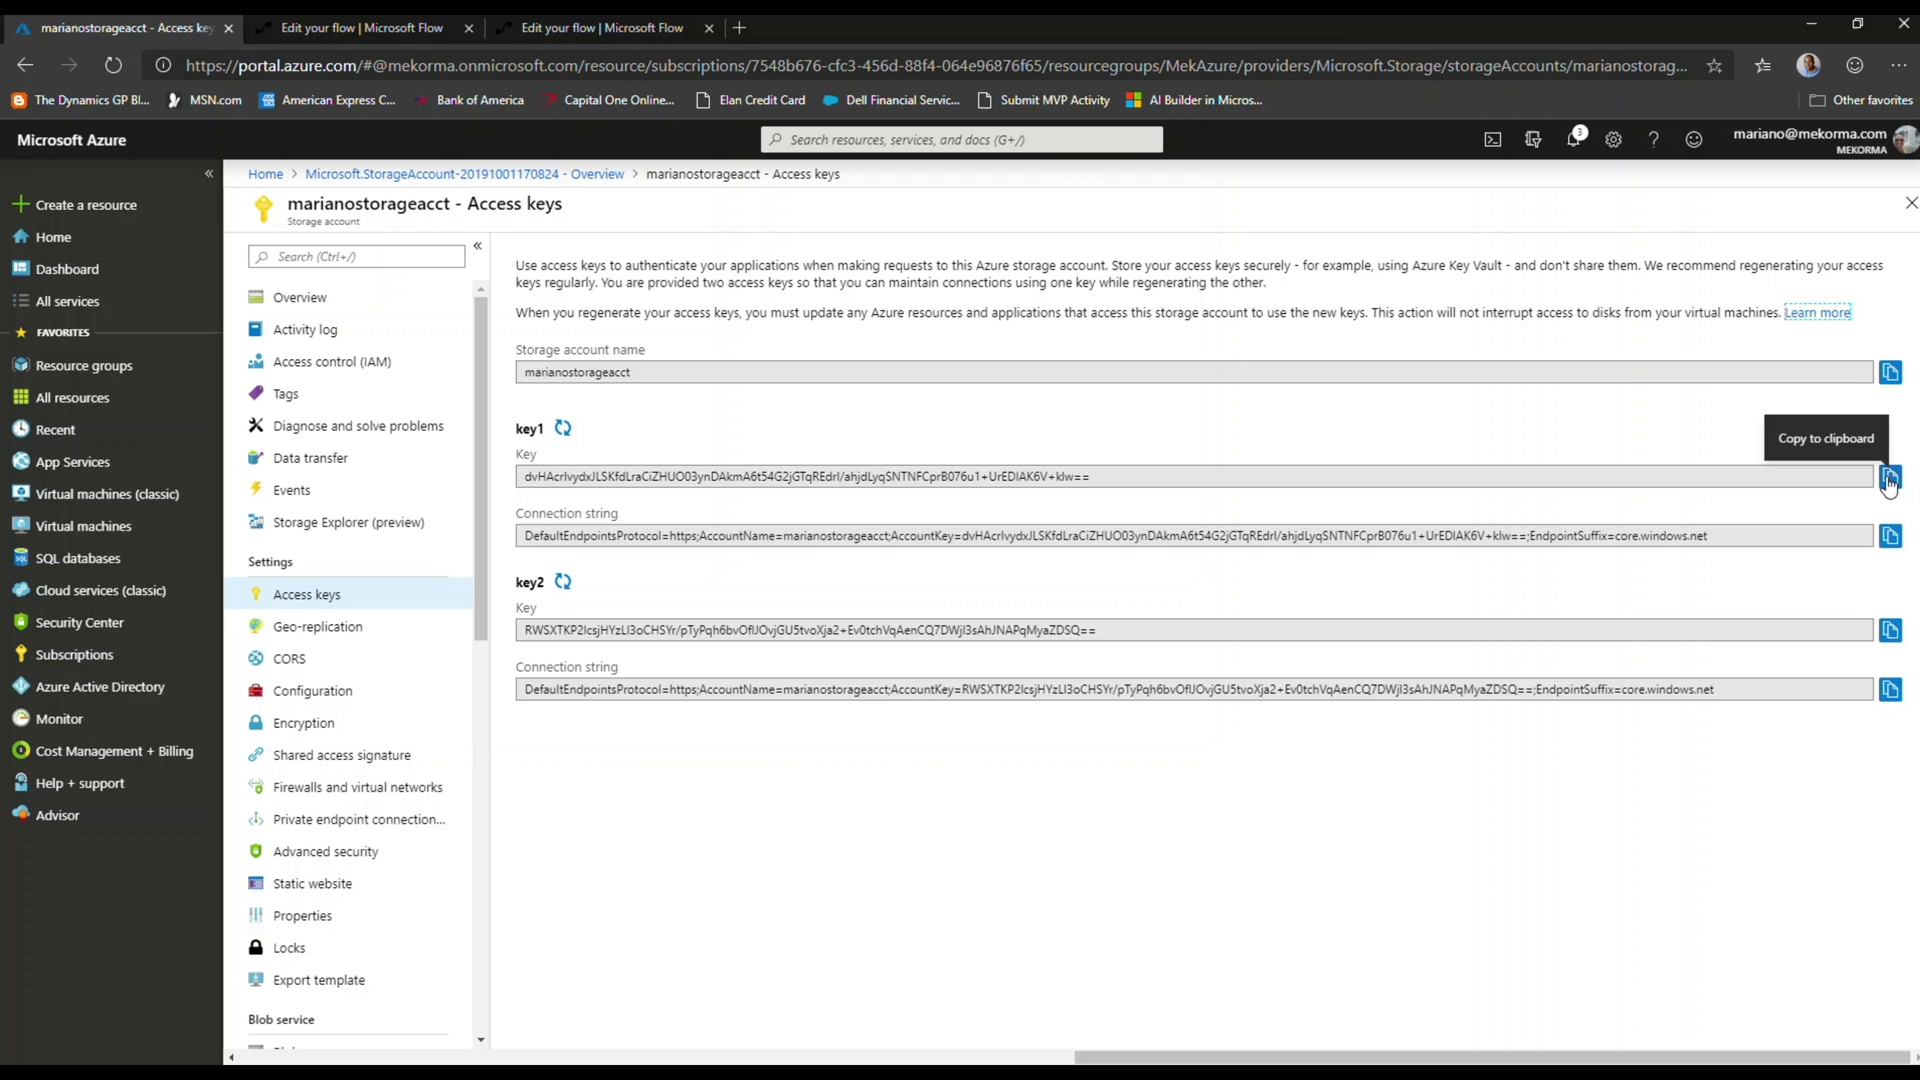 marianostorageacct - Access key
Edit your flow | Microsoft Flow
Edit your flow | Microsoft Flow
https://portal.azure.com/#@mekorma.onmicrosoft.com/resource/subscriptions/7548b676-cfc3-456d-88f4-064e96876f65/resourcegroups/MekAzure/providers/Microsoft.Storage/storageAccounts/marianostorag...
The Dynamics GP Bl...
MSN.com
American Express C...
Bank of America
Capital One Online...
Elan Credit Card
Dell Financial Servic...
Submit MVP Activity
AI Builder in Micros...
Other favorites
Microsoft Azure
Search resources, services, and docs (G+/)
3
mariano@mekorma.com
MEKORMA
Create a resource
Home
Dashboard
All services
FAVORITES
Resource groups
All resources
Recent
App Services
Virtual machines (classic)
Virtual machines
SQL databases
Cloud services (classic)
Security Center
Subscriptions
Azure Active Directory
Monitor
Cost Management + Billing
Help + support
Advisor
Home > Microsoft.StorageAccount-20191001170824 - Overview > marianostorageacct - Access keys
marianostorageacct - Access keys
Storage account
Search (Ctrl+/)
Overview
Activity log
Access control (IAM)
Tags
Diagnose and solve problems
Data transfer
Events
Storage Explorer (preview)
Settings
Access keys
Geo-replication
CORS
Configuration
Encryption
Shared access signature
Firewalls and virtual networks
Private endpoint connection...
Advanced security
Static website
Properties
Locks
Export template
Blob service
Use access keys to authenticate your applications when making requests to this Azure storage account. Store your access keys securely - for example, using Azure Key Vault - and don't share them. We recommend regenerating your access
keys regularly. You are provided two access keys so that you can maintain connections using one key while regenerating the other.
When you regenerate your access keys, you must update any Azure resources and applications that access this storage account to use the new keys. This action will not interrupt access to disks from your virtual machines. Learn more
Storage account name
marianostorageacct
key1
Copy to clipboard
Key
Connection string
key2
Key
Connection string